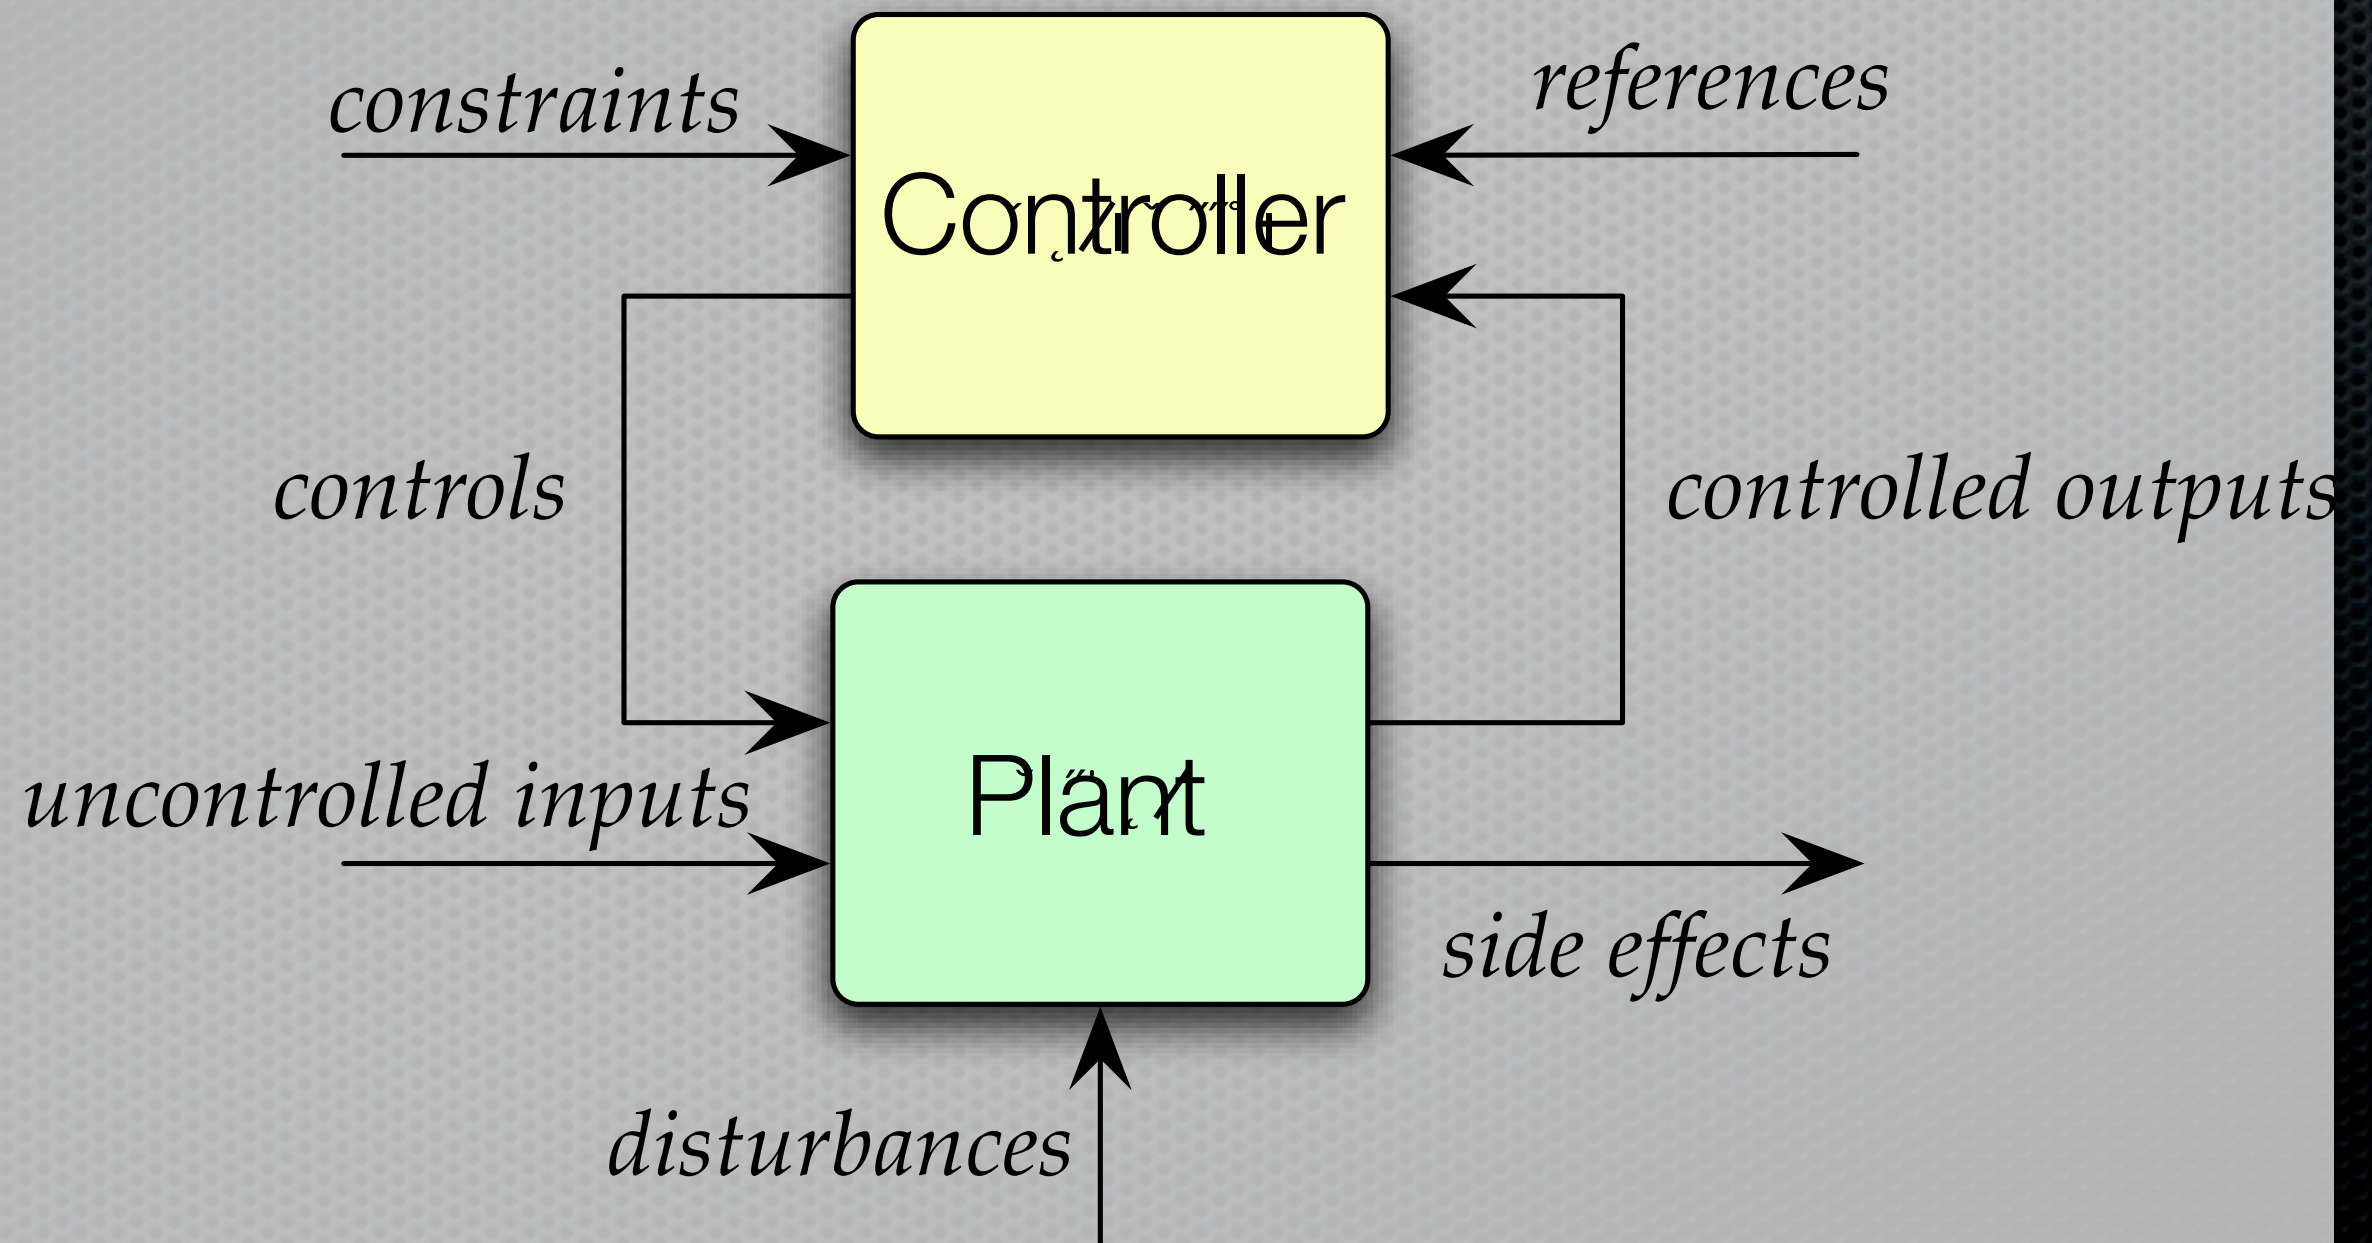 constraints
references
Controller
controls
controlled outputs
uncontrolled inputs
Plant
side effects
disturbances